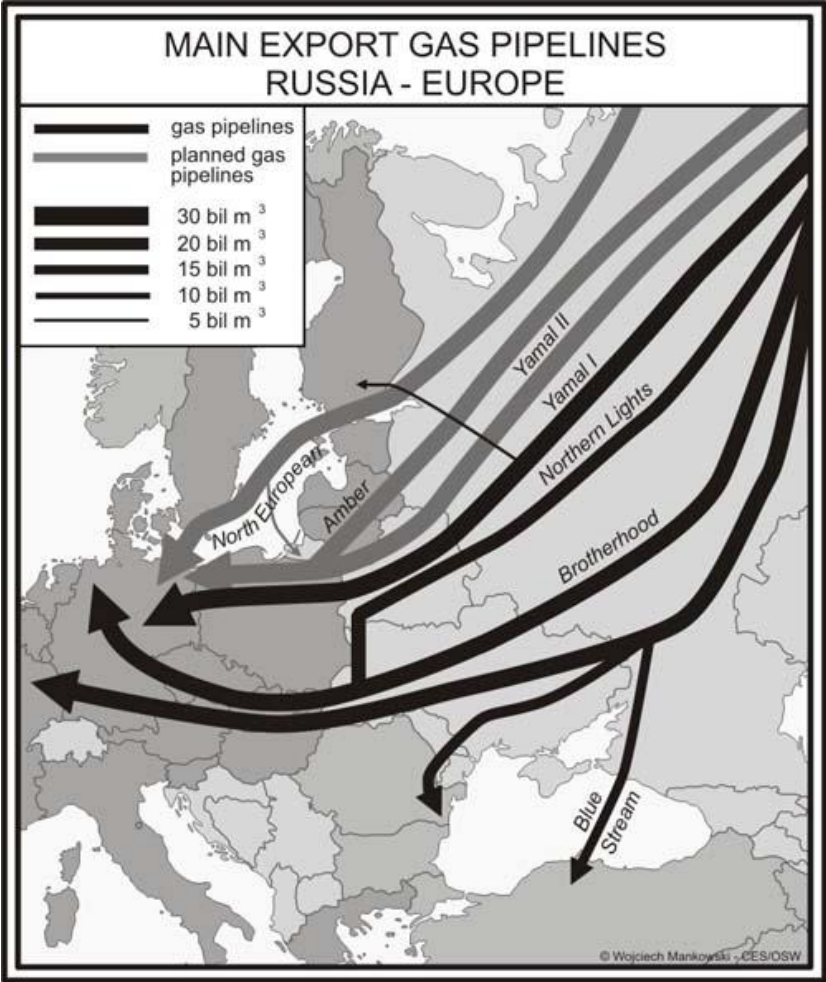 MAIN EXPORT GAS PIPELINES
RUSSIA - EUROPE
gas pipelines
planned gas
pipelines
30 bil m 3
20 bil m 3
15 bil m 3
10 bil m 3
5 bil m 3
Yamal II
Yamal I
Northern Lights
North European
Amber
Brotherhood
Blue
Stream
© Wojciech Mankowski - CES/OSW